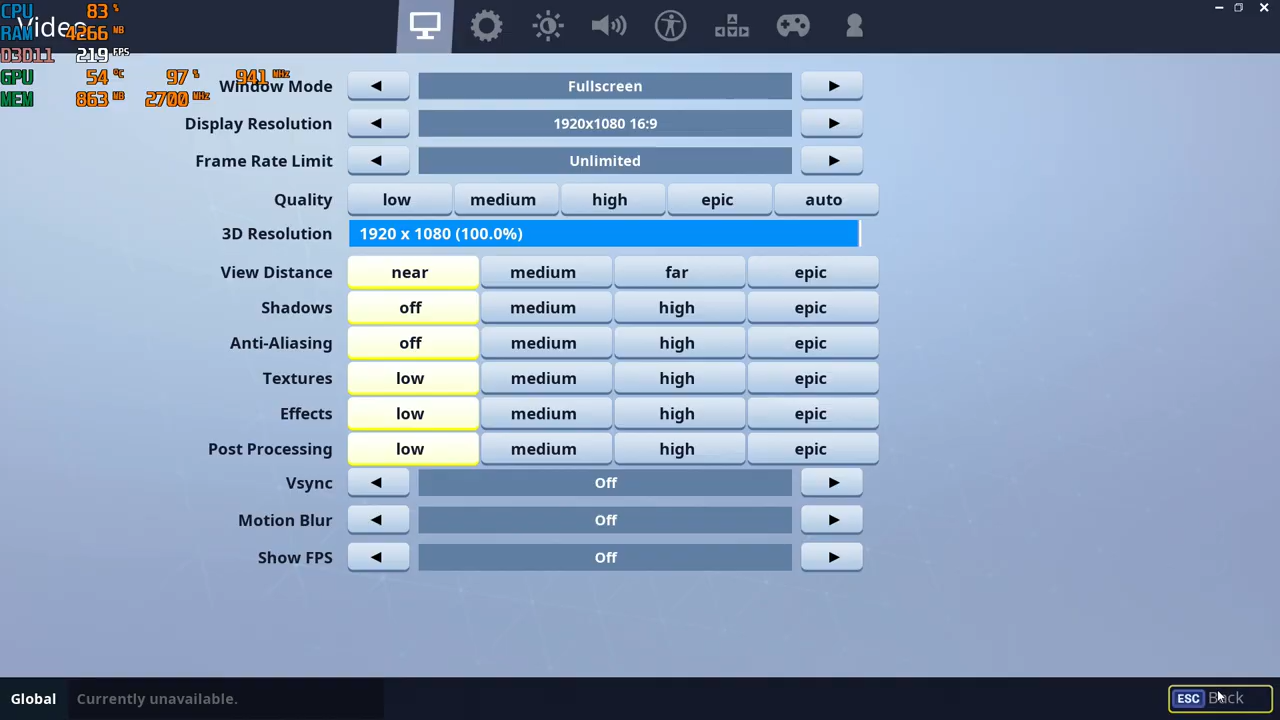 CPU 83 %
Video
RAM 4266 MB
D3D11 219 FPS
GPU 54 °C 97 % 941 MHz
MEM 863 MB 2700 MHz
Window Mode ◀ Fullscreen ▶
Display Resolution ◀ 1920x1080 16:9 ▶
Frame Rate Limit ◀ Unlimited ▶
Quality low medium high epic auto
3D Resolution 1920 x 1080 (100.0%)
View Distance near medium far epic
Shadows off medium high epic
Anti-Aliasing off medium high epic
Textures low medium high epic
Effects low medium high epic
Post Processing low medium high epic
Vsync ◀ Off ▶
Motion Blur ◀ Off ▶
Show FPS ◀ Off ▶
Global Currently unavailable. ESC Back